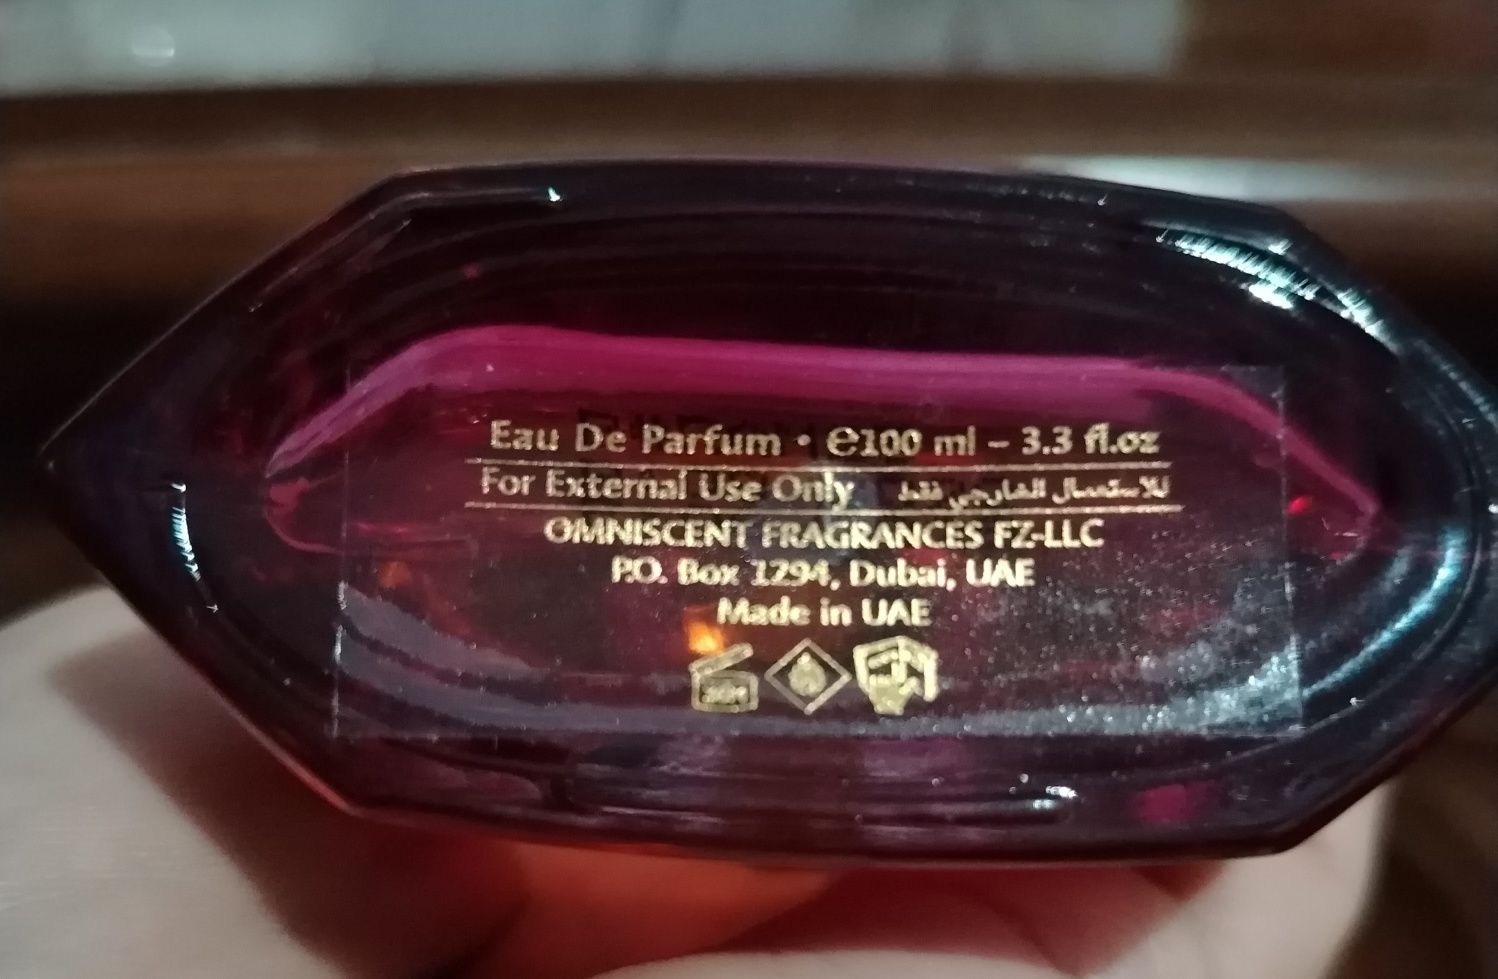 Eau De Parfum • ℮100 ml – 3.3 fl.oz
For External Use Only للاستعمال الخارجي فقط
OMNISCENT FRAGRANCES FZ-LLC
P.O. Box 1294, Dubai, UAE
Made in UAE